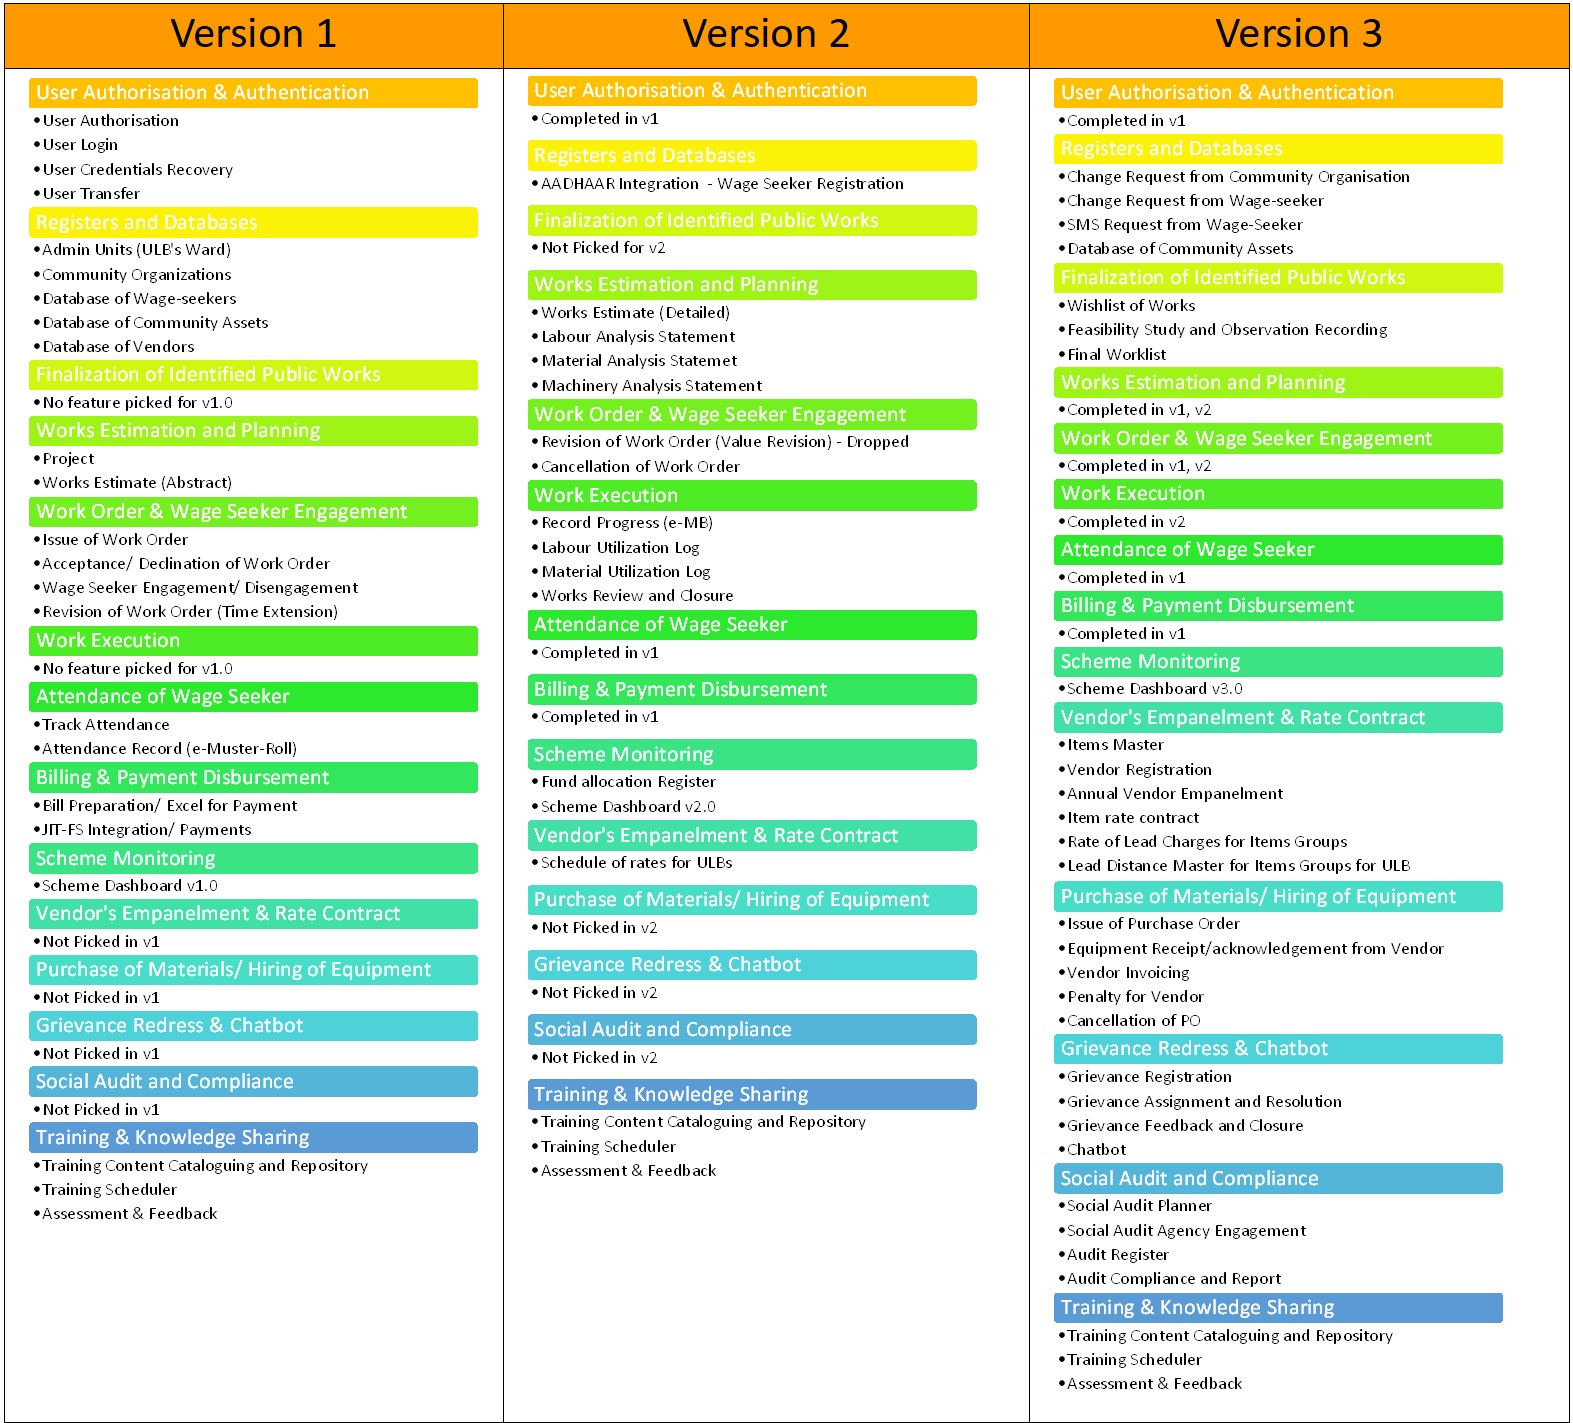 Version 1
User Authorisation & Authentication
•User Authorisation
•User Login
•User Credentials Recovery
•User Transfer
Registers and Databases
•Admin Units (ULB's Ward)
•Community Organizations
•Database of Wage-seekers
•Database of Community Assets
•Database of Vendors
Finalization of Identified Public Works
•No feature picked for v1.0
Works Estimation and Planning
•Project
•Works Estimate (Abstract)
Work Order & Wage Seeker Engagement
•Issue of Work Order
•Acceptance/ Declination of Work Order
•Wage Seeker Engagement/ Disengagement
•Revision of Work Order (Time Extension)
Work Execution
•No feature picked for v1.0
Attendance of Wage Seeker
•Track Attendance
•Attendance Record (e-Muster-Roll)
Billing & Payment Disbursement
•Bill Preparation/ Excel for Payment
•JIT-FS Integration/ Payments
Scheme Monitoring
•Scheme Dashboard v1.0
Vendor's Empanelment & Rate Contract
•Not Picked in v1
Purchase of Materials/ Hiring of Equipment
•Not Picked in v1
Grievance Redress & Chatbot
•Not Picked in v1
Social Audit and Compliance
•Not Picked in v1
Training & Knowledge Sharing
•Training Content Cataloguing and Repository
•Training Scheduler
•Assessment & Feedback
Version 2
User Authorisation & Authentication
•Completed in v1
Registers and Databases
•AADHAAR Integration - Wage Seeker Registration
Finalization of Identified Public Works
•Not Picked for v2
Works Estimation and Planning
•Works Estimate (Detailed)
•Labour Analysis Statement
•Material Analysis Statemet
•Machinery Analysis Statement
Work Order & Wage Seeker Engagement
•Revision of Work Order (Value Revision) - Dropped
•Cancellation of Work Order
Work Execution
•Record Progress (e-MB)
•Labour Utilization Log
•Material Utilization Log
•Works Review and Closure
Attendance of Wage Seeker
•Completed in v1
Billing & Payment Disbursement
•Completed in v1
Scheme Monitoring
•Fund allocation Register
•Scheme Dashboard v2.0
Vendor's Empanelment & Rate Contract
•Schedule of rates for ULBs
Purchase of Materials/ Hiring of Equipment
•Not Picked in v2
Grievance Redress & Chatbot
•Not Picked in v2
Social Audit and Compliance
•Not Picked in v2
Training & Knowledge Sharing
•Training Content Cataloguing and Repository
•Training Scheduler
•Assessment & Feedback
Version 3
User Authorisation & Authentication
•Completed in v1
Registers and Databases
•Change Request from Community Organisation
•Change Request from Wage-seeker
•SMS Request from Wage-Seeker
•Database of Community Assets
Finalization of Identified Public Works
•Wishlist of Works
•Feasibility Study and Observation Recording
•Final Worklist
Works Estimation and Planning
•Completed in v1, v2
Work Order & Wage Seeker Engagement
•Completed in v1, v2
Work Execution
•Completed in v2
Attendance of Wage Seeker
•Completed in v1
Billing & Payment Disbursement
•Completed in v1
Scheme Monitoring
•Scheme Dashboard v3.0
Vendor's Empanelment & Rate Contract
•Items Master
•Vendor Registration
•Annual Vendor Empanelment
•Item rate contract
•Rate of Lead Charges for Items Groups
•Lead Distance Master for Items Groups for ULB
Purchase of Materials/ Hiring of Equipment
•Issue of Purchase Order
•Equipment Receipt/acknowledgement from Vendor
•Vendor Invoicing
•Penalty for Vendor
•Cancellation of PO
Grievance Redress & Chatbot
•Grievance Registration
•Grievance Assignment and Resolution
•Grievance Feedback and Closure
•Chatbot
Social Audit and Compliance
•Social Audit Planner
•Social Audit Agency Engagement
•Audit Register
•Audit Compliance and Report
Training & Knowledge Sharing
•Training Content Cataloguing and Repository
•Training Scheduler
•Assessment & Feedback